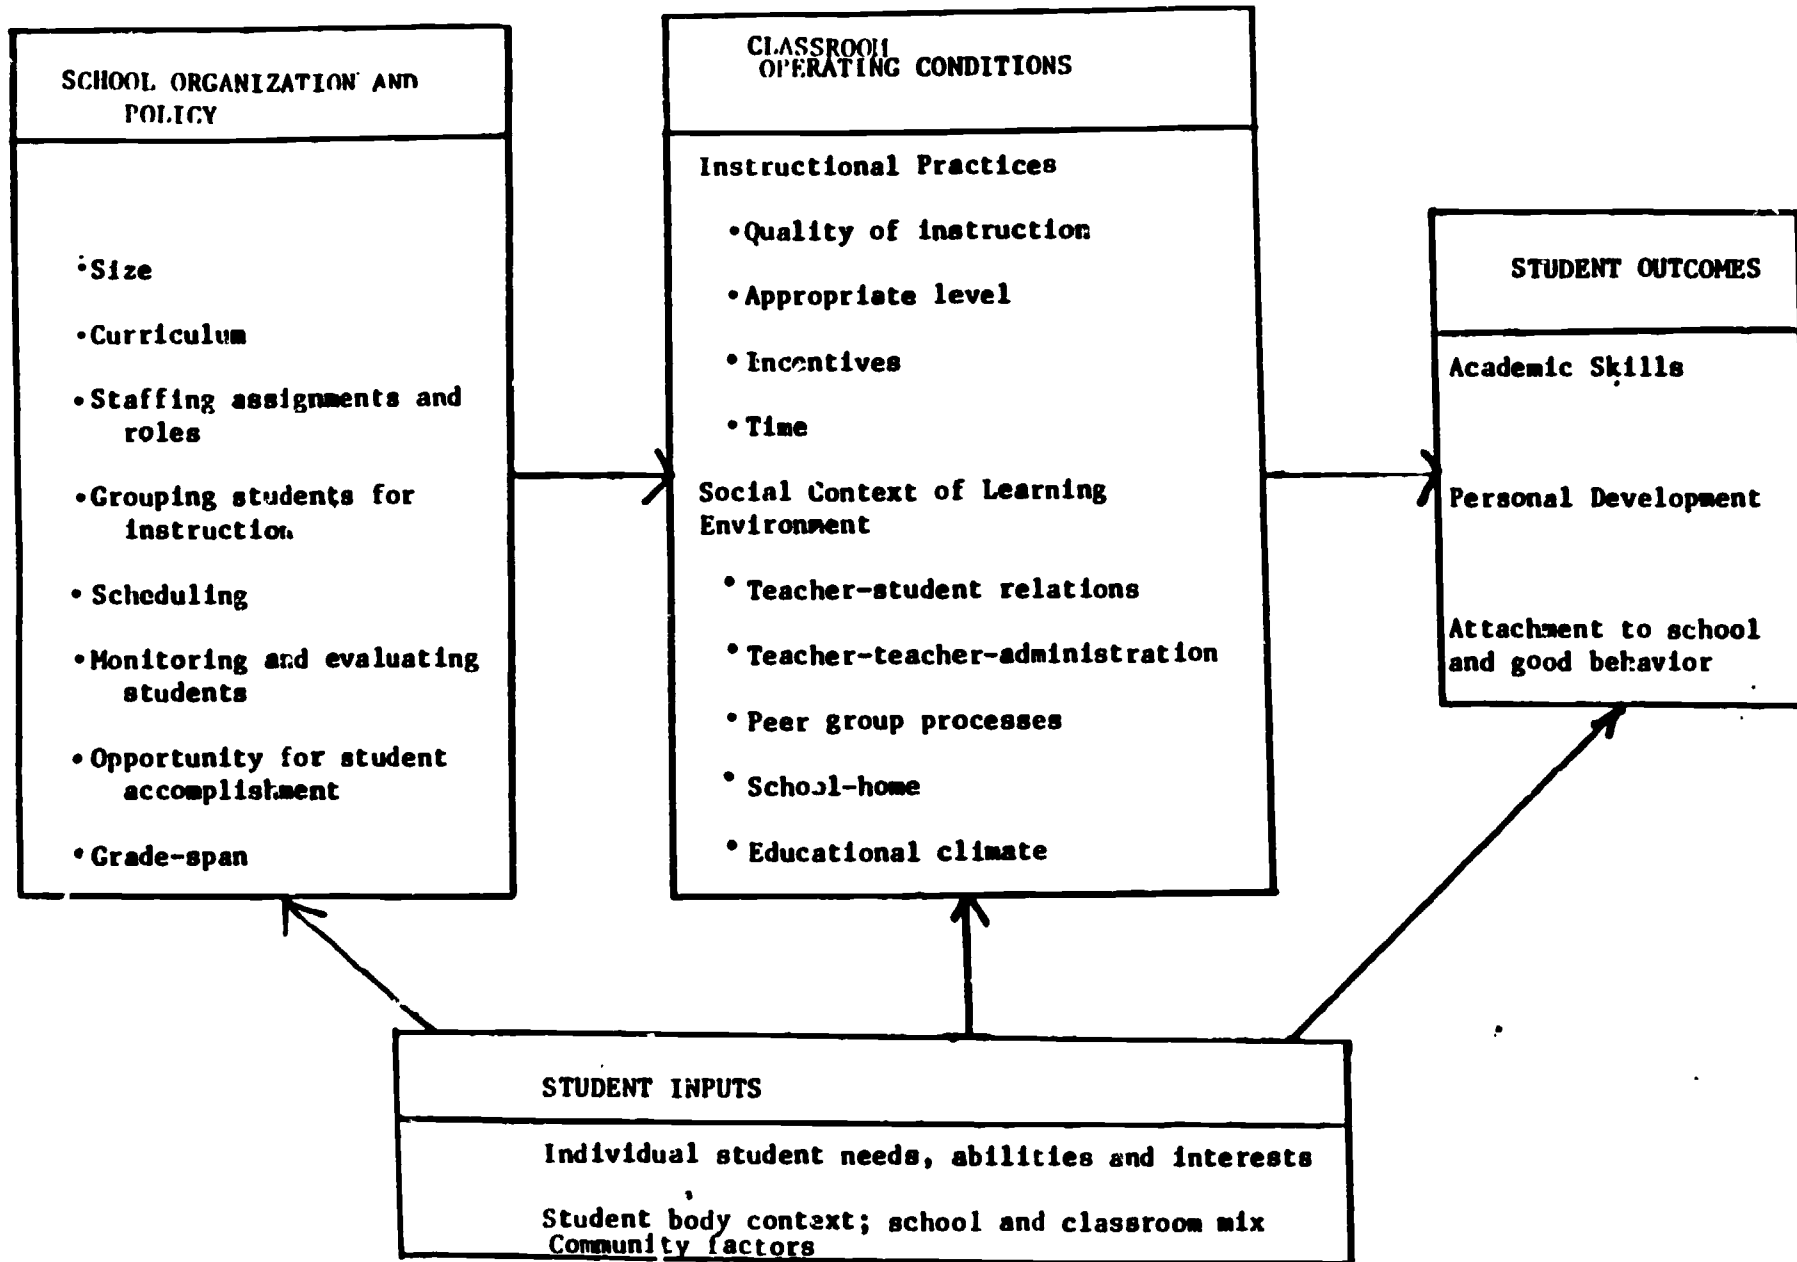 SCHOOL ORGANIZATION AND
POLICY
•Size
•Curriculum
•Staffing assignments and
roles
•Grouping students for
instruction
•Scheduling
•Monitoring and evaluating
students
•Opportunity for student
accomplishment
•Grade-span
CLASSROOM
OPERATING CONDITIONS
Instructional Practices
•Quality of instruction
•Appropriate level
•Incentives
•Time
Social Context of Learning
Environment
•Teacher-student relations
•Teacher-teacher-administration
•Peer group processes
•School-home
•Educational climate
STUDENT OUTCOMES
Academic Skills
Personal Development
Attachment to school
and good behavior
STUDENT INPUTS
Individual student needs, abilities and interests
Student body context; school and classroom mix
Community factors